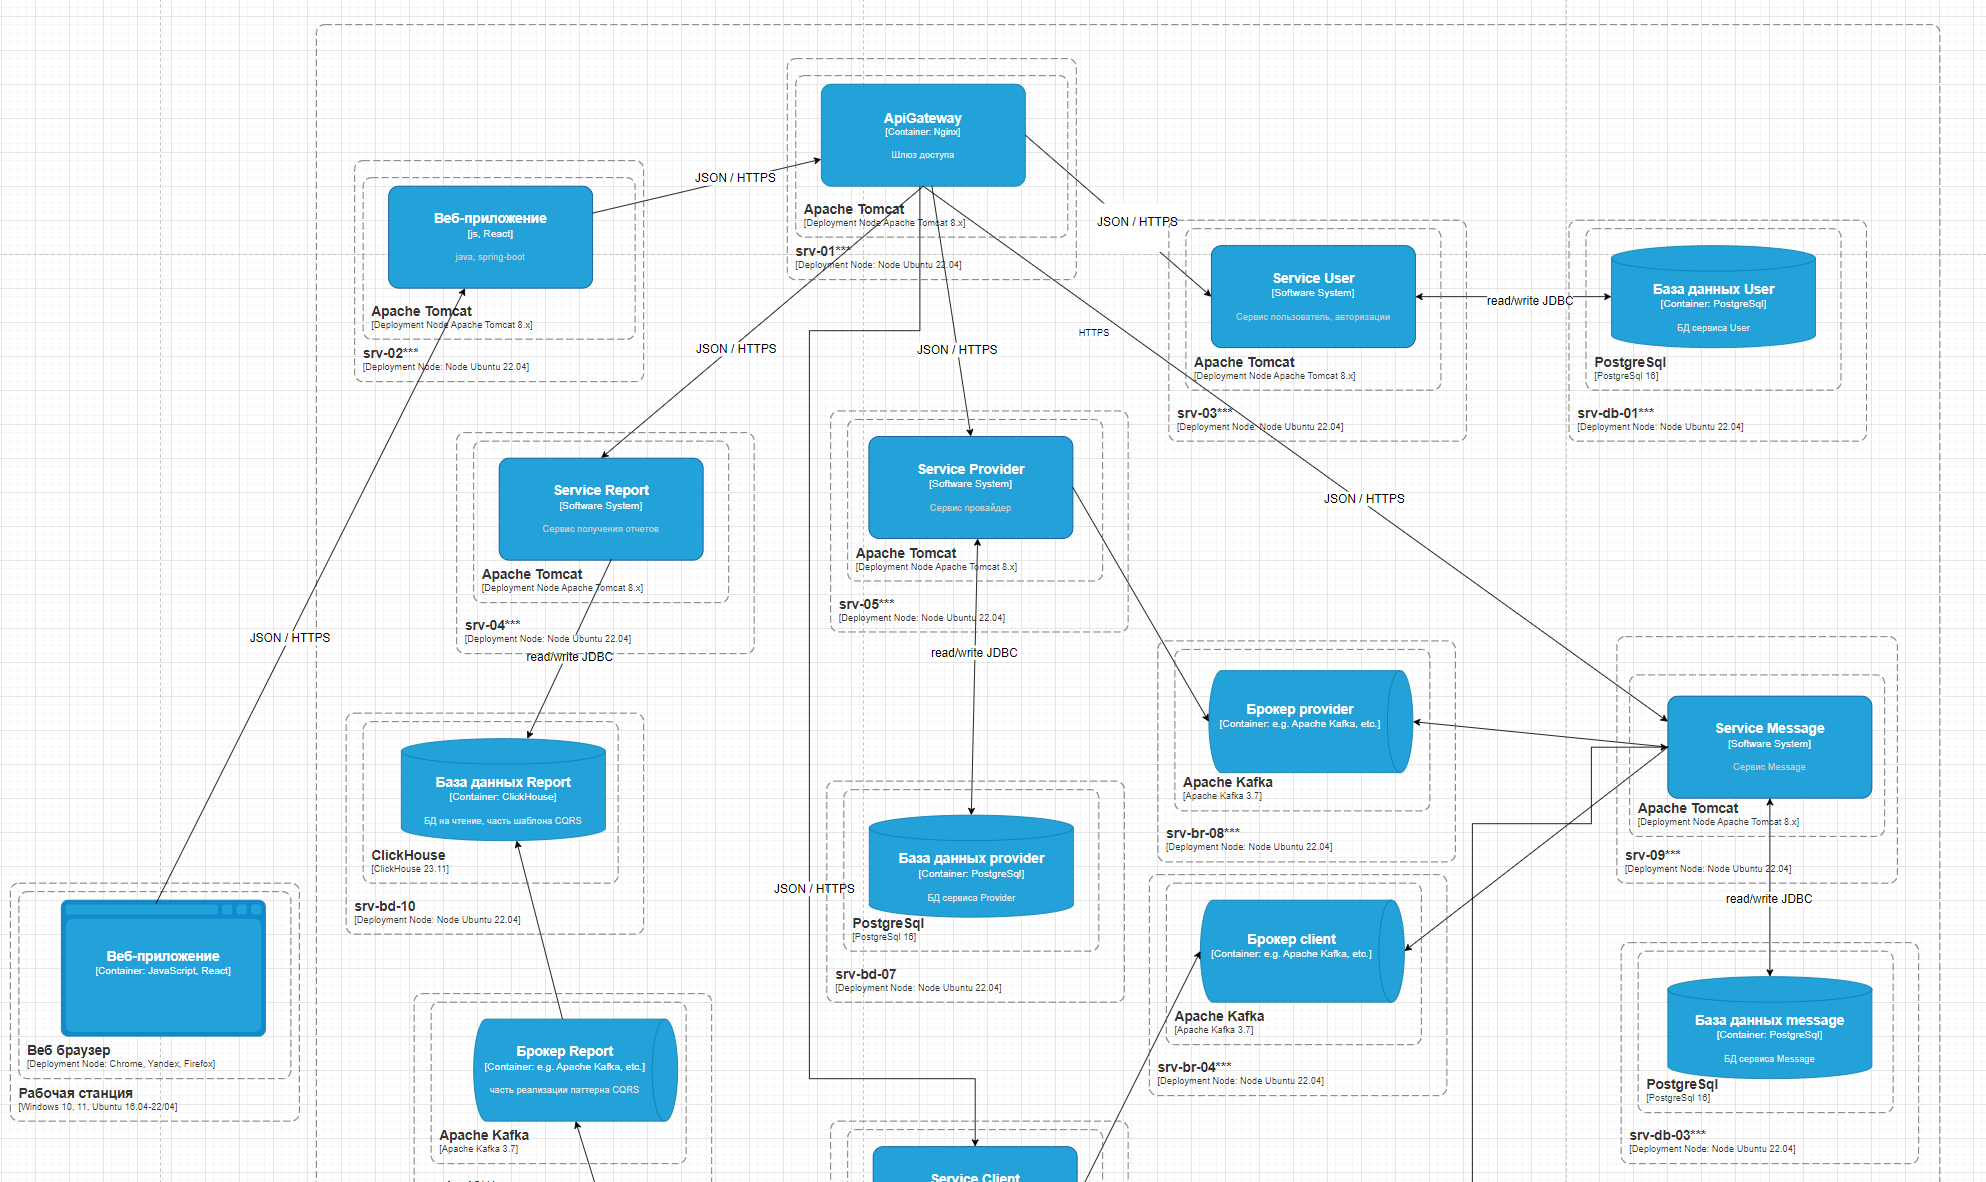 ApiGateway
[Container: Nginx]
Шлюз доступа
Apache Tomcat
[Deployment Node Apache Tomcat 8.x]
srv-01***
[Deployment Node: Node Ubuntu 22.04]
JSON / HTTPS
Веб-приложение
[js, React]
java, spring-boot
Apache Tomcat
[Deployment Node Apache Tomcat 8.x]
srv-02***
[Deployment Node: Node Ubuntu 22.04]
JSON / HTTPS
Service User
[Software System]
Сервис пользователь, авторизации
Apache Tomcat
[Deployment Node Apache Tomcat 8.x]
srv-03***
[Deployment Node: Node Ubuntu 22.04]
read/write JDBC
База данных User
[Container: PostgreSql]
БД сервиса User
PostgreSql
[PostgreSql 16]
srv-db-01***
[Deployment Node: Node Ubuntu 22.04]
HTTPS
JSON / HTTPS
JSON / HTTPS
JSON / HTTPS
Service Report
[Software System]
Сервис получения отчетов
Apache Tomcat
[Deployment Node Apache Tomcat 8.x]
srv-04***
[Deployment Node: Node Ubuntu 22.04]
read/write JDBC
Service Provider
[Software System]
Сервис провайдер
Apache Tomcat
[Deployment Node Apache Tomcat 8.x]
srv-05***
[Deployment Node: Node Ubuntu 22.04]
read/write JDBC
JSON / HTTPS
Брокер provider
[Container: e.g. Apache Kafka, etc.]
Apache Kafka
[Apache Kafka 3.7]
srv-br-08***
[Deployment Node: Node Ubuntu 22.04]
Service Message
[Software System]
Сервис Message
Apache Tomcat
[Deployment Node Apache Tomcat 8.x]
srv-09***
[Deployment Node: Node Ubuntu 22.04]
read/write JDBC
База данных Report
[Container: ClickHouse]
БД на чтение, часть шаблона CQRS
ClickHouse
[ClickHouse 23.11]
srv-bd-10
[Deployment Node: Node Ubuntu 22.04]
JSON / HTTPS
База данных provider
[Container: PostgreSql]
БД сервиса Provider
PostgreSql
[PostgreSql 16]
srv-bd-07
[Deployment Node: Node Ubuntu 22.04]
Брокер client
[Container: e.g. Apache Kafka, etc.]
Apache Kafka
[Apache Kafka 3.7]
srv-br-04***
[Deployment Node: Node Ubuntu 22.04]
База данных message
[Container: PostgreSql]
БД сервиса Message
PostgreSql
[PostgreSql 16]
srv-db-03***
[Deployment Node: Node Ubuntu 22.04]
Веб-приложение
[Container: JavaScript, React]
Веб браузер
[Deployment Node: Chrome, Yandex, Firefox]
Рабочая станция
[Windows 10, 11, Ubuntu 16.04-22/04]
Брокер Report
[Container: e.g. Apache Kafka, etc.]
часть реализации паттерна CQRS
Apache Kafka
[Apache Kafka 3.7]
Service Client